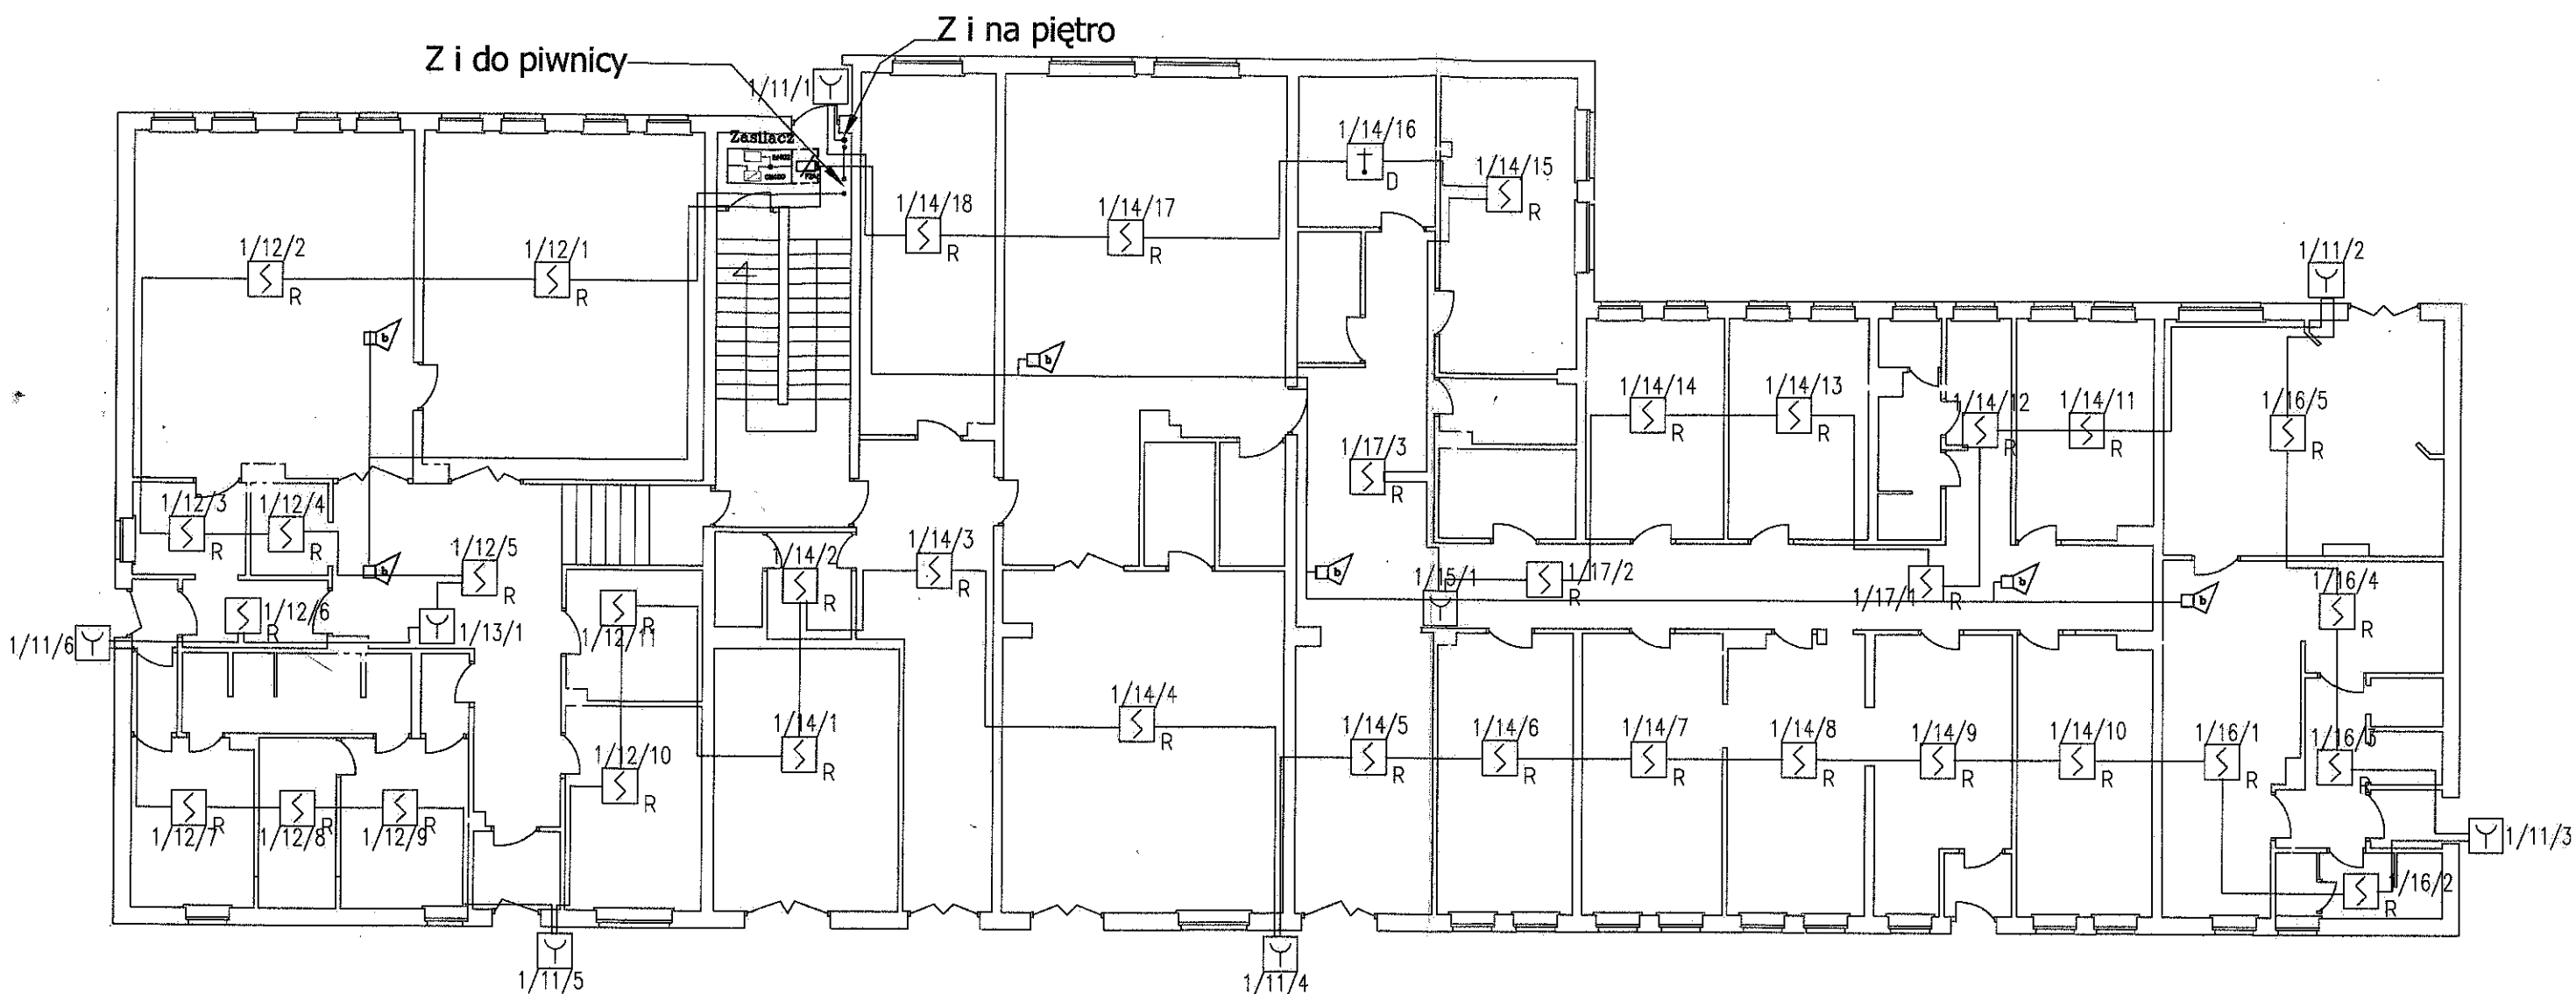 Z i na piętro
Z i do piwnicy
1/11/1
Zasilacz
1/14/16
D
1/14/15
R
1/14/18
R
1/14/17
R
1/12/2
R
1/12/1
R
1/11/2
b
b
1/14/14
R
1/14/13
R
1/14/12
R
1/14/11
R
1/16/5
R
1/17/3
R
1/12/3
R
1/12/4
R
1/12/5
R
b
1/14/2
R
1/14/3
R
b
1/15/1
1/17/2
R
1/17/1
R
b
b
1/16/4
R
1/12/6
R
1/13/1
1/12/11
R
1/11/6
1/14/1
R
1/14/4
R
1/14/5
R
1/14/6
R
1/14/7
R
1/14/8
R
1/14/9
R
1/14/10
R
1/16/1
R
1/16/3
R
1/12/10
R
1/12/7
R
1/12/8
R
1/12/9
R
1/11/3
1/16/2
R
1/11/5
1/11/4